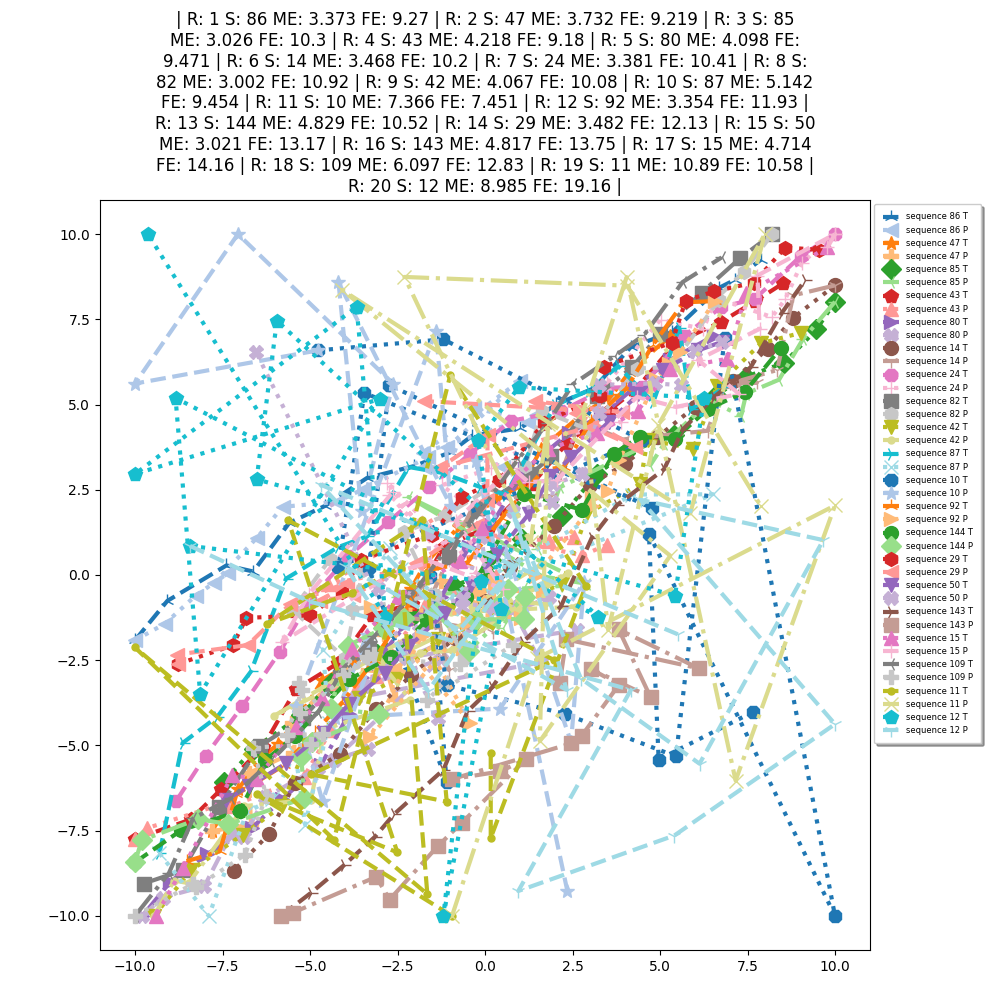 | R: 1 S: 86 ME: 3.373 FE: 9.27 | R: 2 S: 47 ME: 3.732 FE: 9.219 | R: 3 S: 85
ME: 3.026 FE: 10.3 | R: 4 S: 43 ME: 4.218 FE: 9.18 | R: 5 S: 80 ME: 4.098 FE:
9.471 | R: 6 S: 14 ME: 3.468 FE: 10.2 | R: 7 S: 24 ME: 3.381 FE: 10.41 | R: 8 S:
82 ME: 3.002 FE: 10.92 | R: 9 S: 42 ME: 4.067 FE: 10.08 | R: 10 S: 87 ME: 5.142
FE: 9.454 | R: 11 S: 10 ME: 7.366 FE: 7.451 | R: 12 S: 92 ME: 3.354 FE: 11.93 |
R: 13 S: 144 ME: 4.829 FE: 10.52 | R: 14 S: 29 ME: 3.482 FE: 12.13 | R: 15 S: 50
ME: 3.021 FE: 13.17 | R: 16 S: 143 ME: 4.817 FE: 13.75 | R: 17 S: 15 ME: 4.714
FE: 14.16 | R: 18 S: 109 ME: 6.097 FE: 12.83 | R: 19 S: 11 ME: 10.89 FE: 10.58 |
R: 20 S: 12 ME: 8.985 FE: 19.16 |
10.0
7.5
5.0
2.5
0.0
−2.5
−5.0
−7.5
−10.0
−10.0 −7.5 −5.0 −2.5 0.0 2.5 5.0 7.5 10.0
sequence 86 T
sequence 86 P
sequence 47 T
sequence 47 P
sequence 85 T
sequence 85 P
sequence 43 T
sequence 43 P
sequence 80 T
sequence 80 P
sequence 14 T
sequence 14 P
sequence 24 T
sequence 24 P
sequence 82 T
sequence 82 P
sequence 42 T
sequence 42 P
sequence 87 T
sequence 87 P
sequence 10 T
sequence 10 P
sequence 92 T
sequence 92 P
sequence 144 T
sequence 144 P
sequence 29 T
sequence 29 P
sequence 50 T
sequence 50 P
sequence 143 T
sequence 143 P
sequence 15 T
sequence 15 P
sequence 109 T
sequence 109 P
sequence 11 T
sequence 11 P
sequence 12 T
sequence 12 P